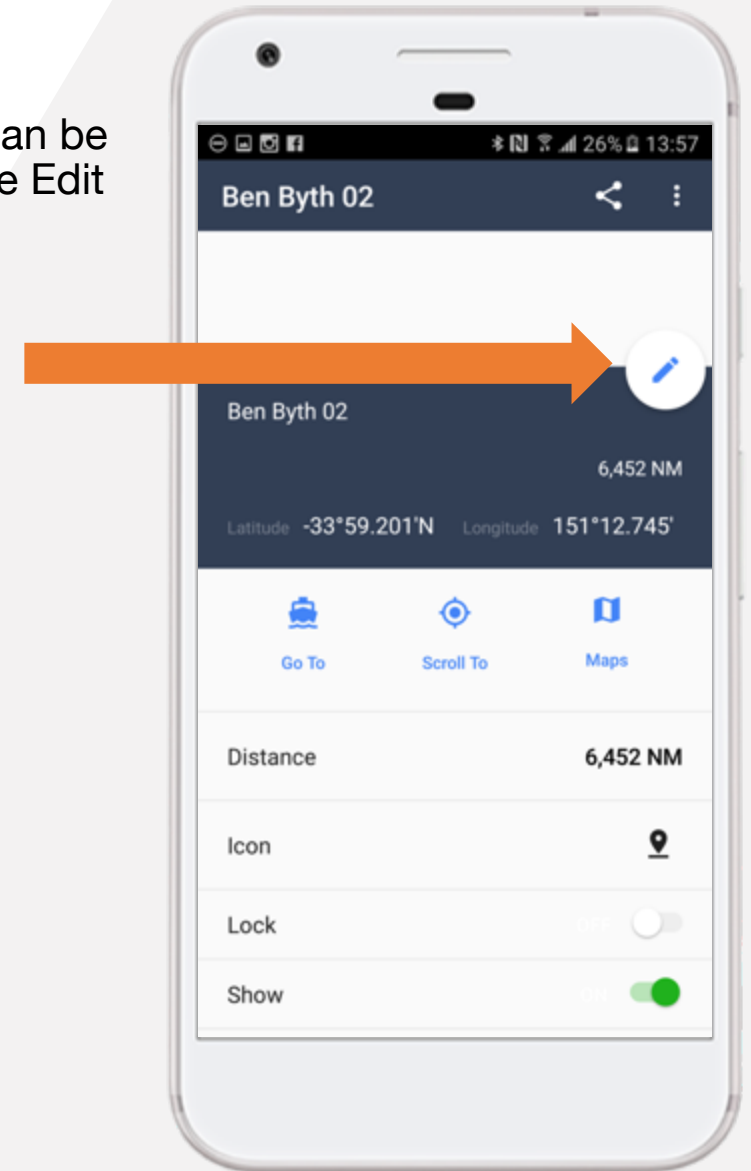 an be
e Edit
26% 13:57
Ben Byth 02
Ben Byth 02
6,452 NM
Latitude -33°59.201'N Longitude 151°12.745'
Go To Scroll To Maps
Distance 6,452 NM
Icon
Lock OFF
Show ON